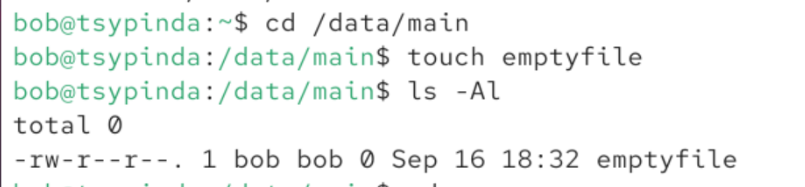 bob@tsypinda:~$ cd /data/main
bob@tsypinda:/data/main$ touch emptyfile
bob@tsypinda:/data/main$ ls -Al
total 0
-rw-r--r--. 1 bob bob 0 Sep 16 18:32 emptyfile